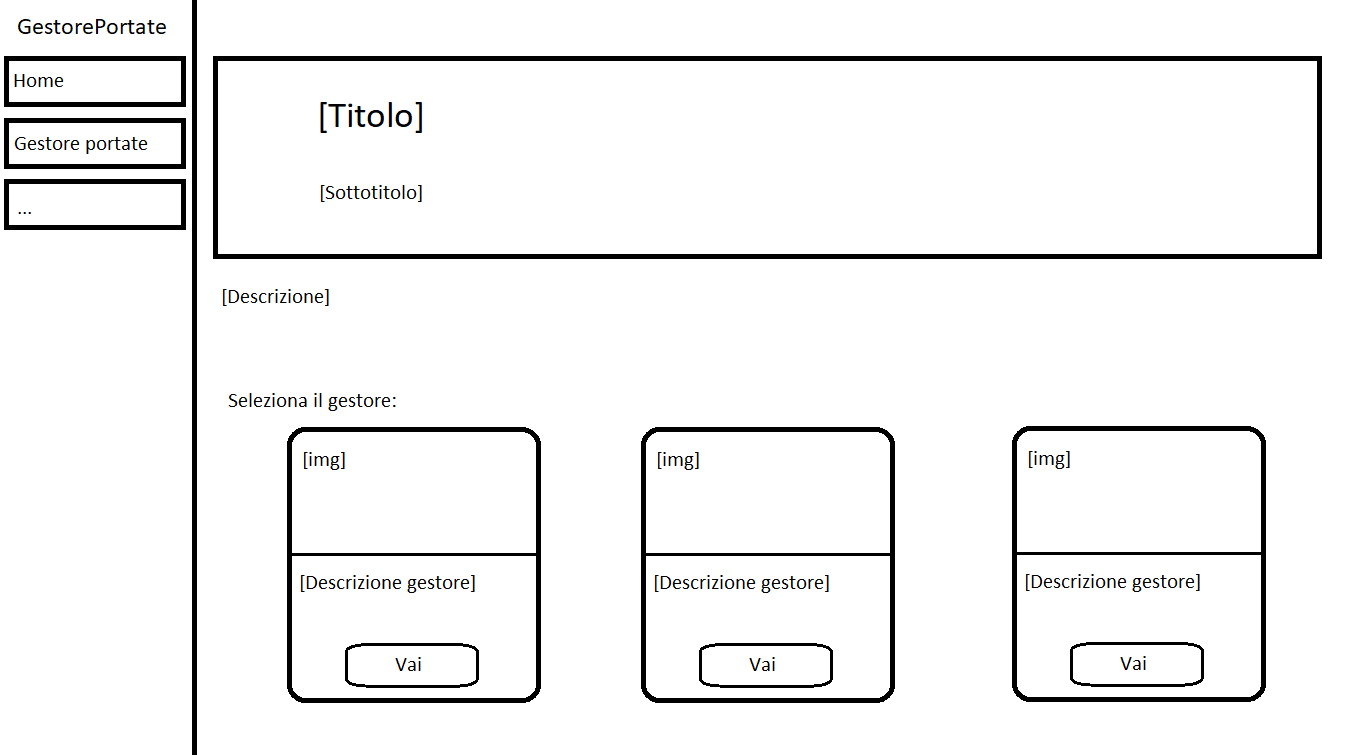 GestorePortate
Home
Gestore portate
...
[Titolo]
[Sottotitolo]
[Descrizione]
Seleziona il gestore:
[img]
[Descrizione gestore]
Vai
[img]
[Descrizione gestore]
Vai
[img]
[Descrizione gestore]
Vai